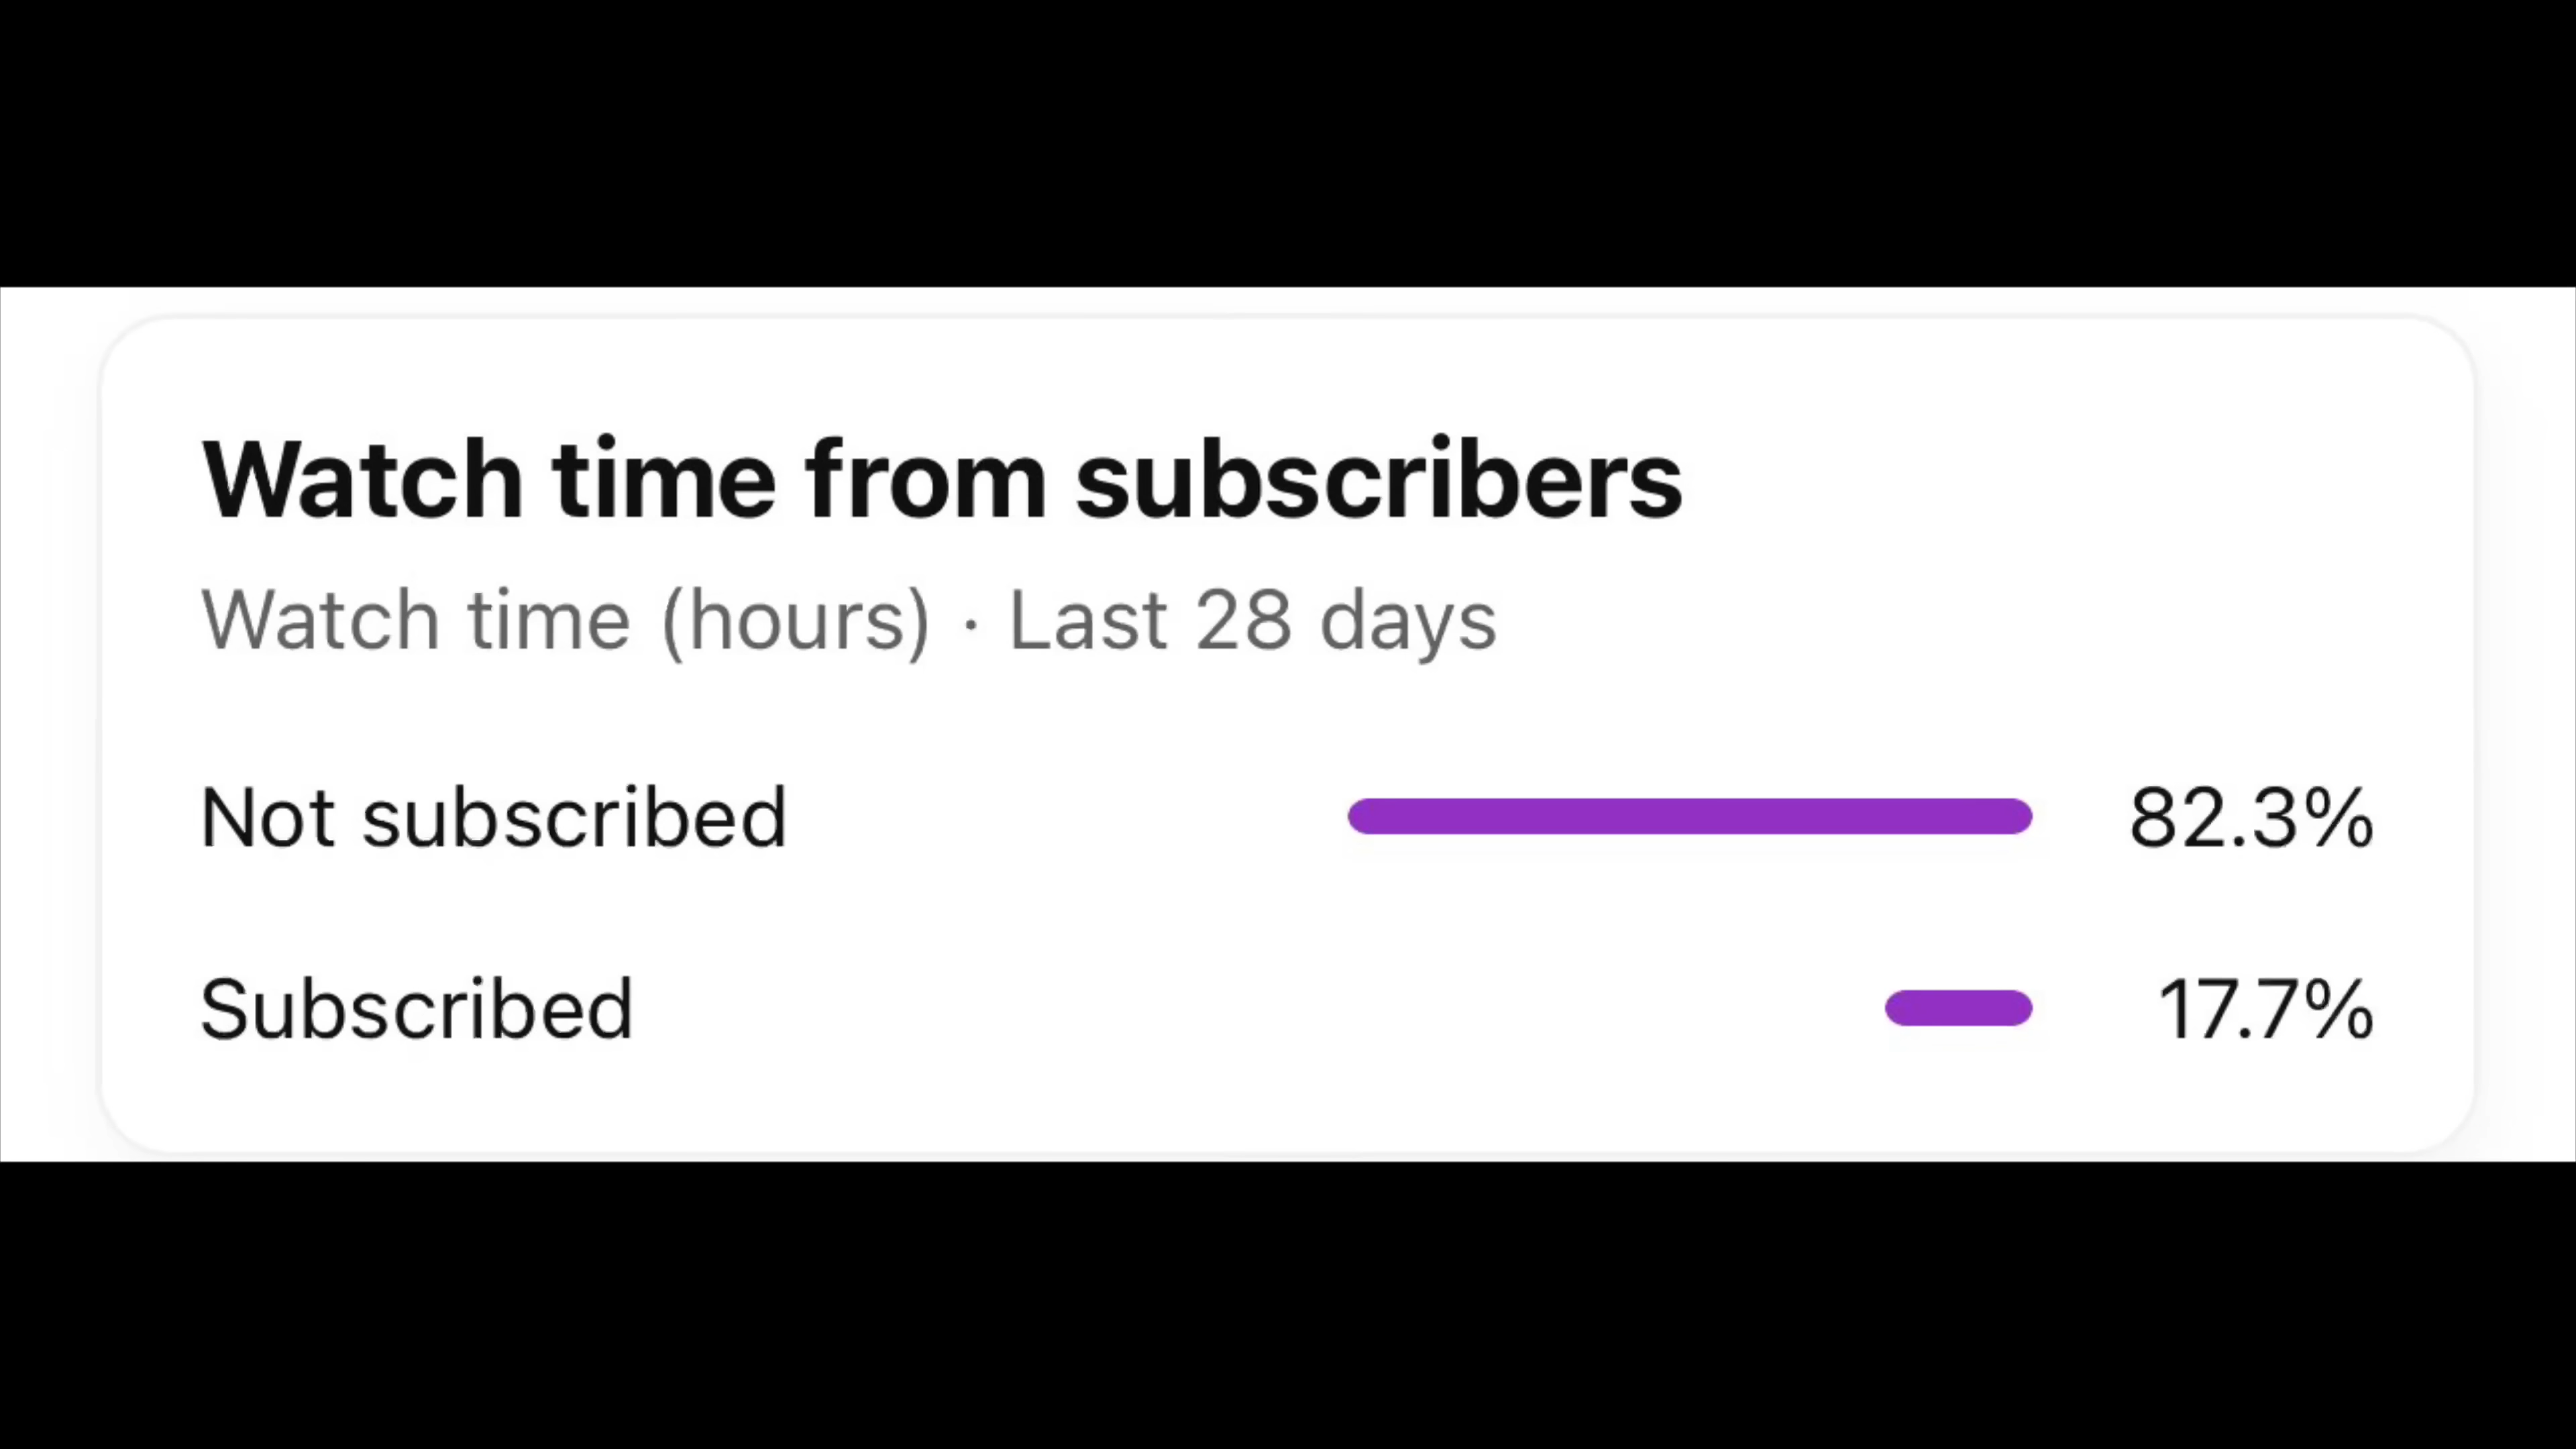 Watch time from subscribers
Watch time (hours) · Last 28 days
Not subscribed 82.3%
Subscribed 17.7%